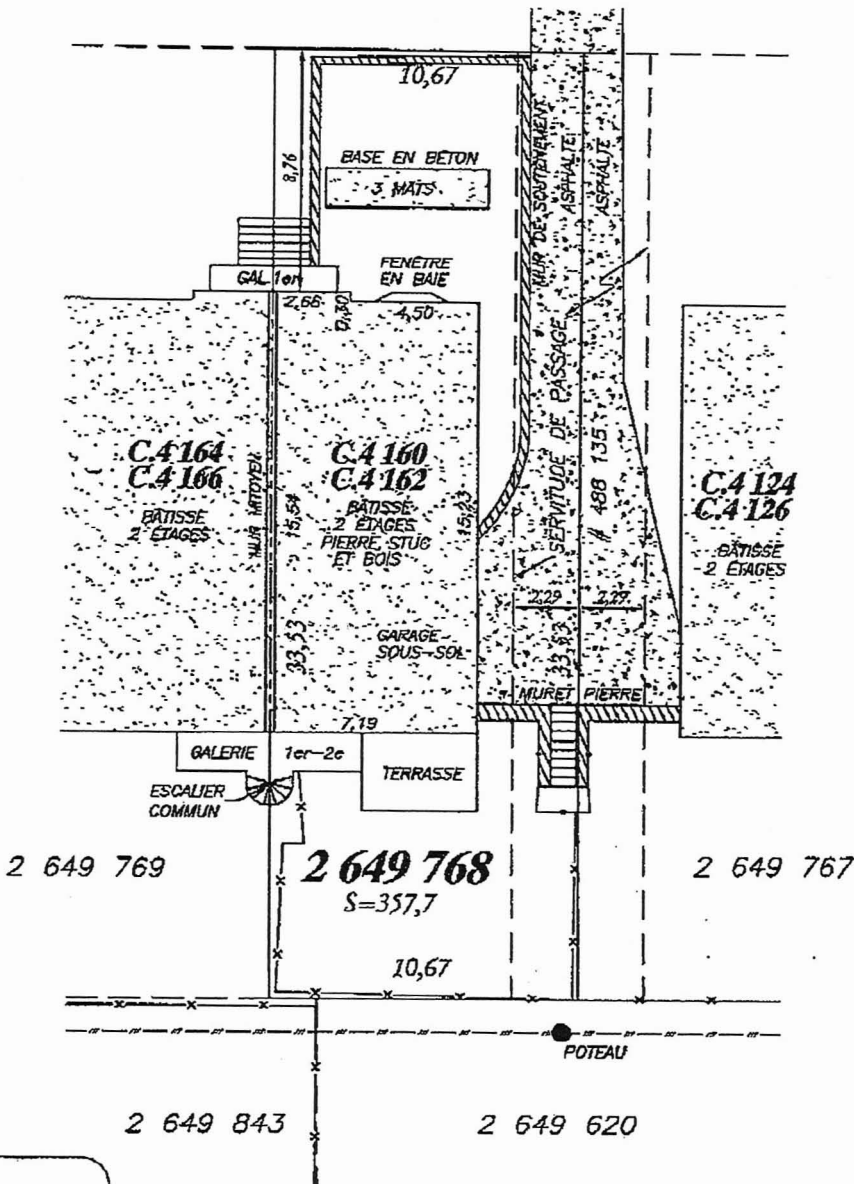 10,67
8,76
BASE EN BÉTON
3 MATS
MUR DE SOUTÈNEMENT
ASPHALTE
ASPHALTE
FENÊTRE
EN BAIE
GAL 1er
2,66
0,30
4,50
SERVITUDE DE PASSAGE
# 488 135
C.4 164
C.4 166
BÂTISSE
2 ÉTAGES
MUR MITOYEN
15,54
33,53
C.4 160
C.4 162
BÂTISSE
2 ÉTAGES
PIERRE STUC
ET BOIS
15,23
GARAGE
SOUS-SOL
C.4 124
C.4 126
BÂTISSE
2 ÉTAGES
2,29
2,29
33,53
MURET PIERRE
7,19
GALERIE 1er-2e
TERRASSE
ESCALIER
COMMUN
2 649 769
2 649 768
S=357,7
2 649 767
10,67
POTEAU
2 649 843
2 649 620